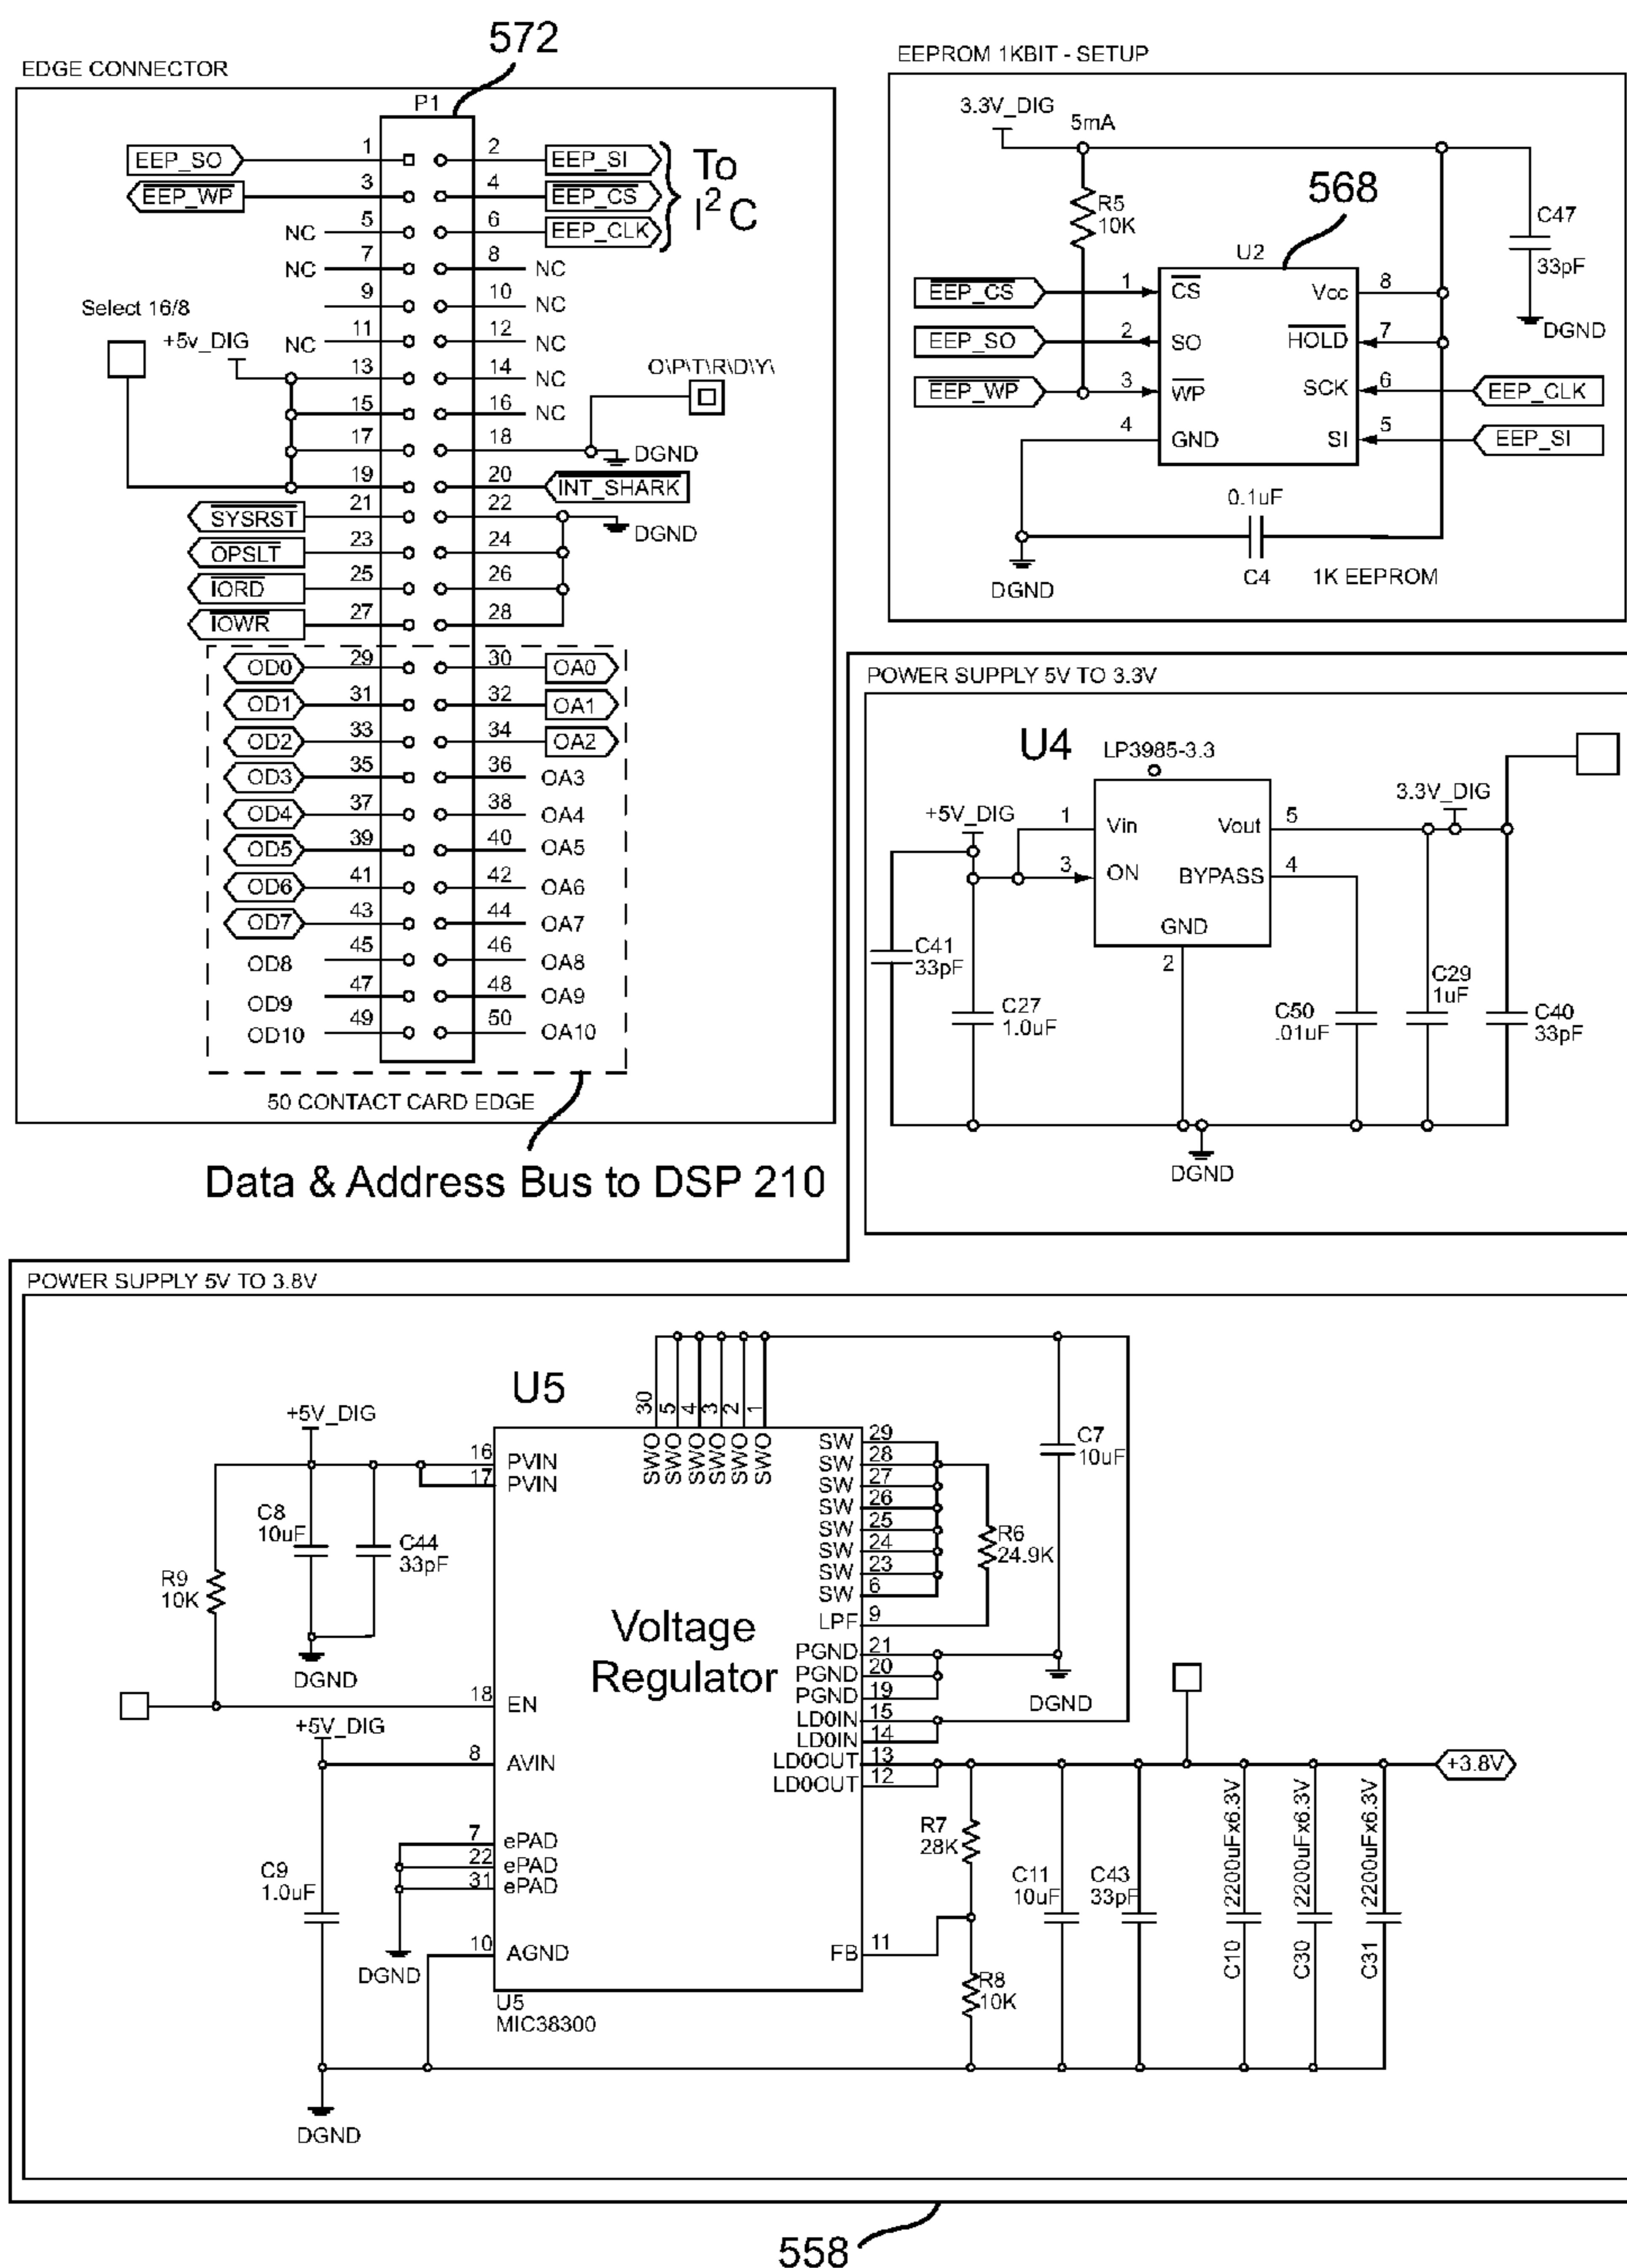 572
EDGE CONNECTOR
P1
EEP_SO 1 2 EEP_SI
EEP_WP 3 4 EEP_CS
NC 5 6 EEP_CLK
To
I²C
NC 7 8 NC
9 10 NC
Select 16/8
NC 11 12 NC
+5v_DIG
13 14 NC
O\P\T\R\D\Y\
15 16 NC
17 18 DGND
19 20 INT_SHARK
SYSRST 21 22 DGND
OPSLT 23 24
IORD 25 26
IOWR 27 28
OD0 29 30 OA0
OD1 31 32 OA1
OD2 33 34 OA2
OD3 35 36 OA3
OD4 37 38 OA4
OD5 39 40 OA5
OD6 41 42 OA6
OD7 43 44 OA7
OD8 45 46 OA8
OD9 47 48 OA9
OD10 49 50 OA10
50 CONTACT CARD EDGE
Data & Address Bus to DSP 210
EEPROM 1KBIT - SETUP
3.3V_DIG
5mA
568
R5
10K
C47
33pF
DGND
U2
EEP_CS 1 CS Vcc 8
EEP_SO 2 SO HOLD 7
EEP_WP 3 WP SCK 6 EEP_CLK
4 GND SI 5 EEP_SI
0.1uF
DGND
C4
1K EEPROM
POWER SUPPLY 5V TO 3.3V
U4
LP3985-3.3
+5V_DIG
3.3V_DIG
1 Vin Vout 5
3 ON BYPASS 4
GND
2
C41
33pF
C27
1.0uF
C50
.01uF
C29
1uF
C40
33pF
DGND
POWER SUPPLY 5V TO 3.8V
U5
30 5 4 3 2 1
SWO SWO SWO SWO SWO SWO
+5V_DIG
16 PVIN
17 PVIN
C8
10uF
C44
33pF
R9
10K
DGND
18 EN
+5V_DIG
8 AVIN
7 ePAD
22 ePAD
31 ePAD
C9
1.0uF
DGND
10 AGND
DGND
Voltage
Regulator
SW 29
SW 28
SW 27
SW 26
SW 25
SW 24
SW 23
SW 6
LPF 9
PGND 21
PGND 20
PGND 19
LD0IN 15
LD0IN 14
LD0OUT 13
LD0OUT 12
FB 11
C7
10uF
R6
24.9K
DGND
+3.8V
R7
28K
R8
10K
C11
10uF
C43
33pF
C10 2200uFx6.3V
C30 2200uFx6.3V
C31 2200uFx6.3V
U5
MIC38300
558